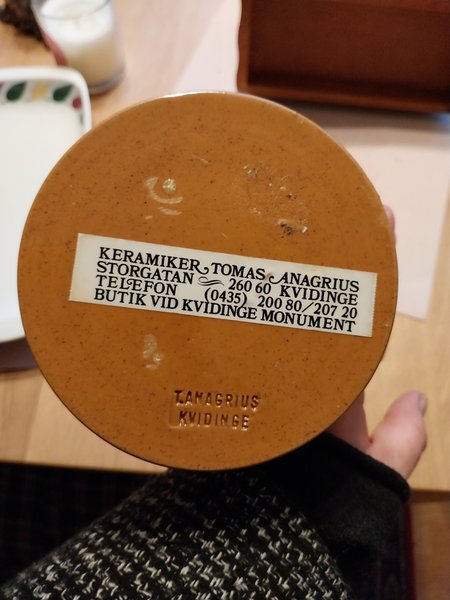 KERAMIKER TOMAS ANAGRIUS
STORGATAN 260 60 KVIDINGE
TELEFON (0435) 200 80/207 20
BUTIK VID KVIDINGE MONUMENT
T.ANAGRIUS
KVIDINGE